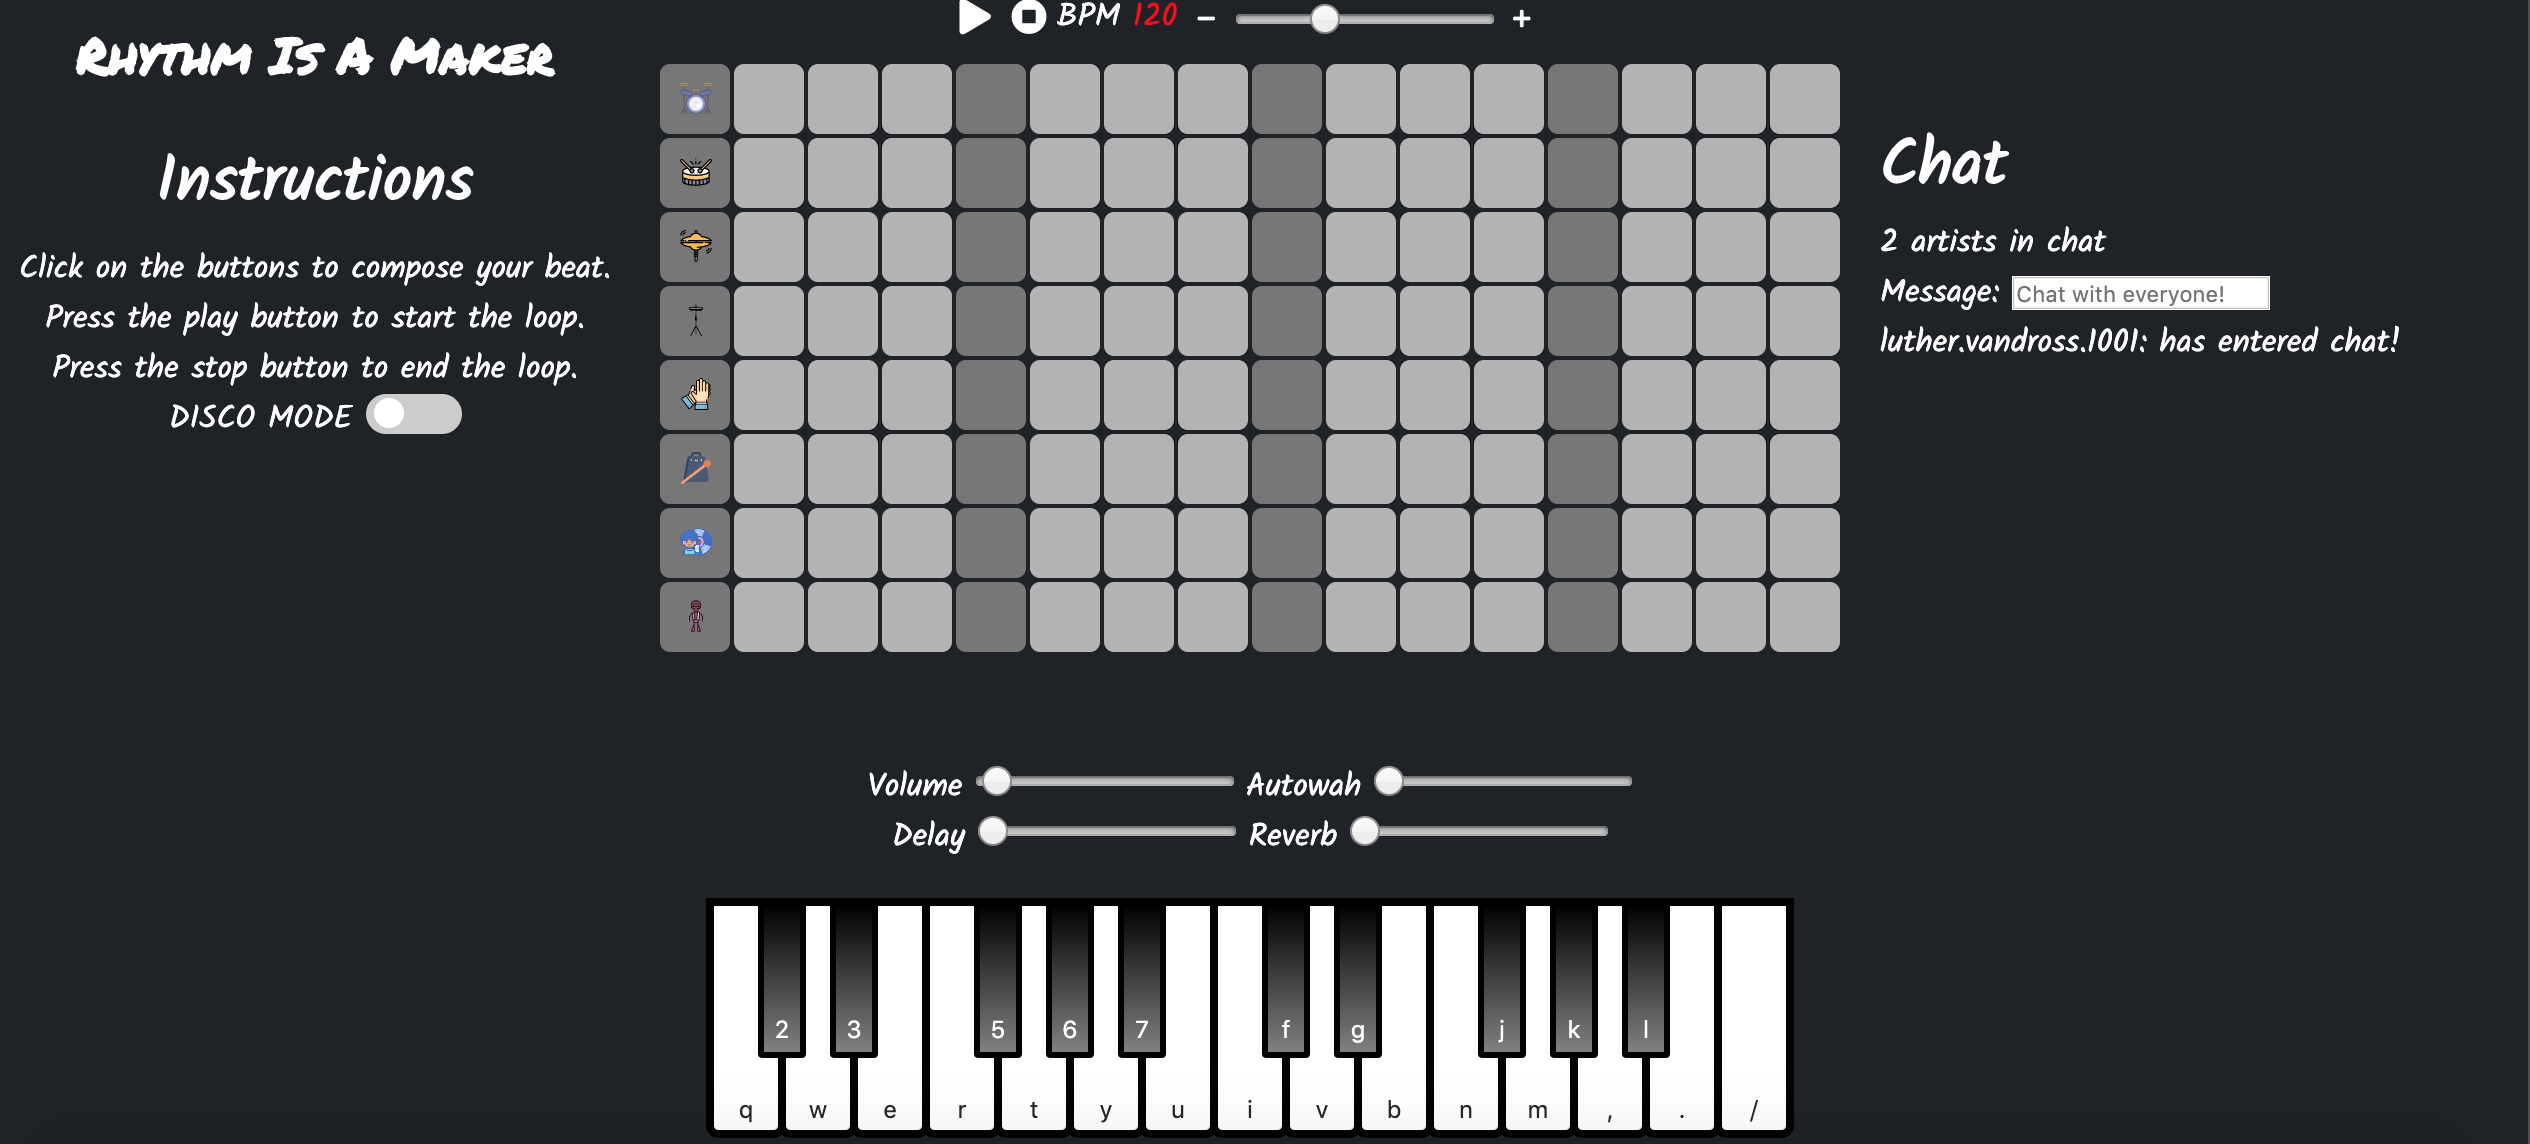 Rhythm Is A Maker
Instructions
Click on the buttons to compose your beat.
Press the play button to start the loop.
Press the stop button to end the loop.
DISCO MODE
BPM 120 - +
Chat
2 artists in chat
Message: Chat with everyone!
luther.vandross.1001: has entered chat!
Volume Autowah
Delay Reverb
2 3 5 6 7 f g j k l
q w e r t y u i v b n m , . /